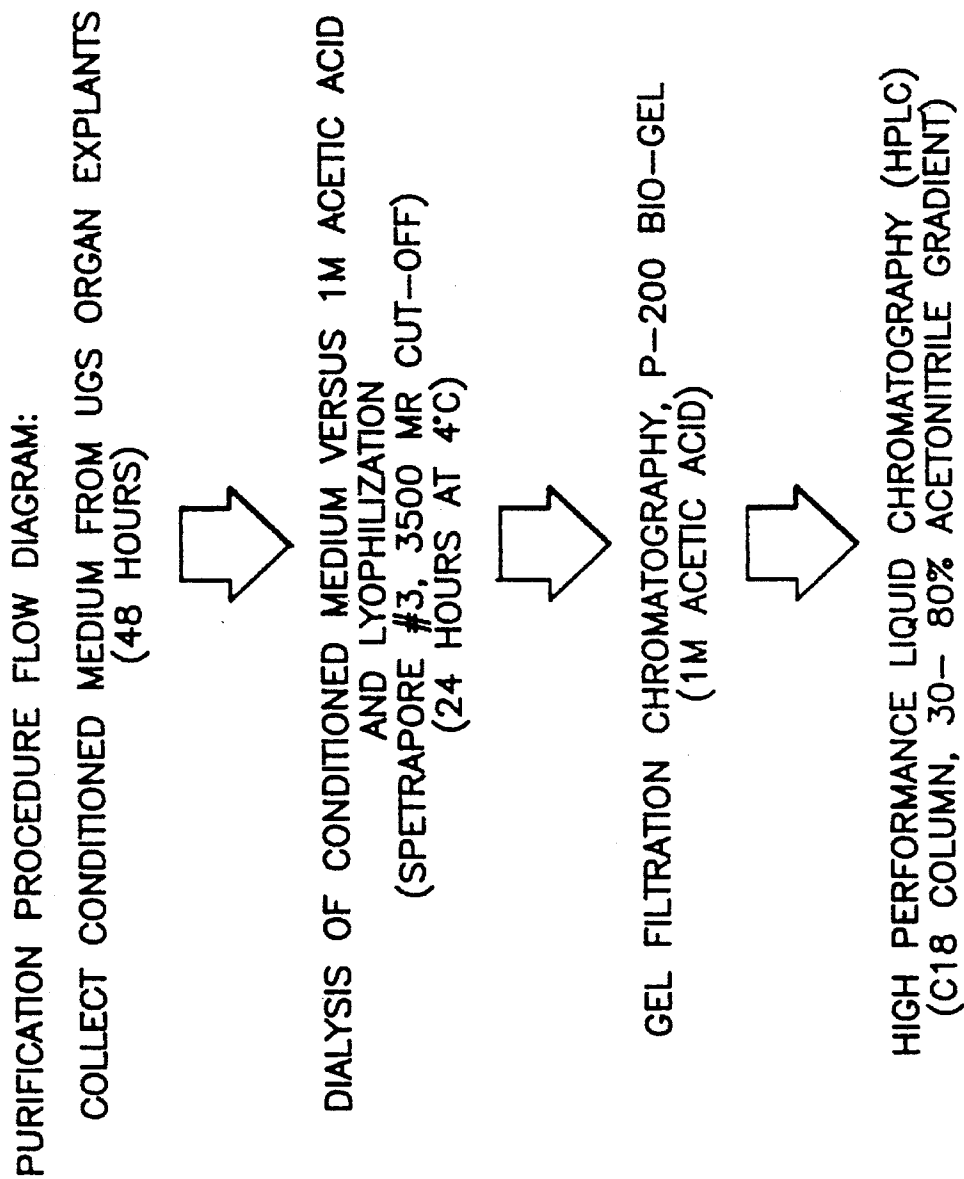 PURIFICATION PROCEDURE FLOW DIAGRAM:
COLLECT CONDITIONED MEDIUM FROM UGS ORGAN EXPLANTS
(48 HOURS)
DIALYSIS OF CONDITIONED MEDIUM VERSUS 1M ACETIC ACID
AND LYOPHILIZATION
(SPETRAPORE #3, 3500 MR CUT-OFF)
(24 HOURS AT 4°C)
GEL FILTRATION CHROMATOGRAPHY, P-200 BIO-GEL
(1M ACETIC ACID)
HIGH PERFORMANCE LIQUID CHROMATOGRAPHY (HPLC)
(C18 COLUMN, 30- 80% ACETONITRILE GRADIENT)